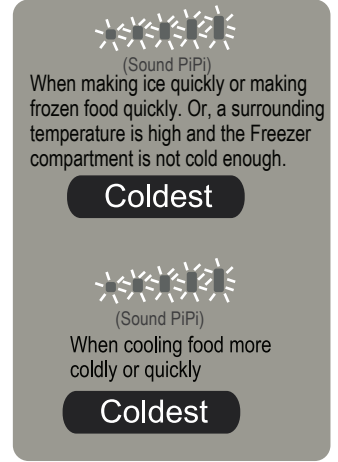 (Sound PiPi)
When making ice quickly or making
frozen food quickly. Or, a surrounding
temperature is high and the Freezer
compartment is not cold enough.
Coldest
(Sound PiPi)
When cooling food more
coldly or quickly
Coldest